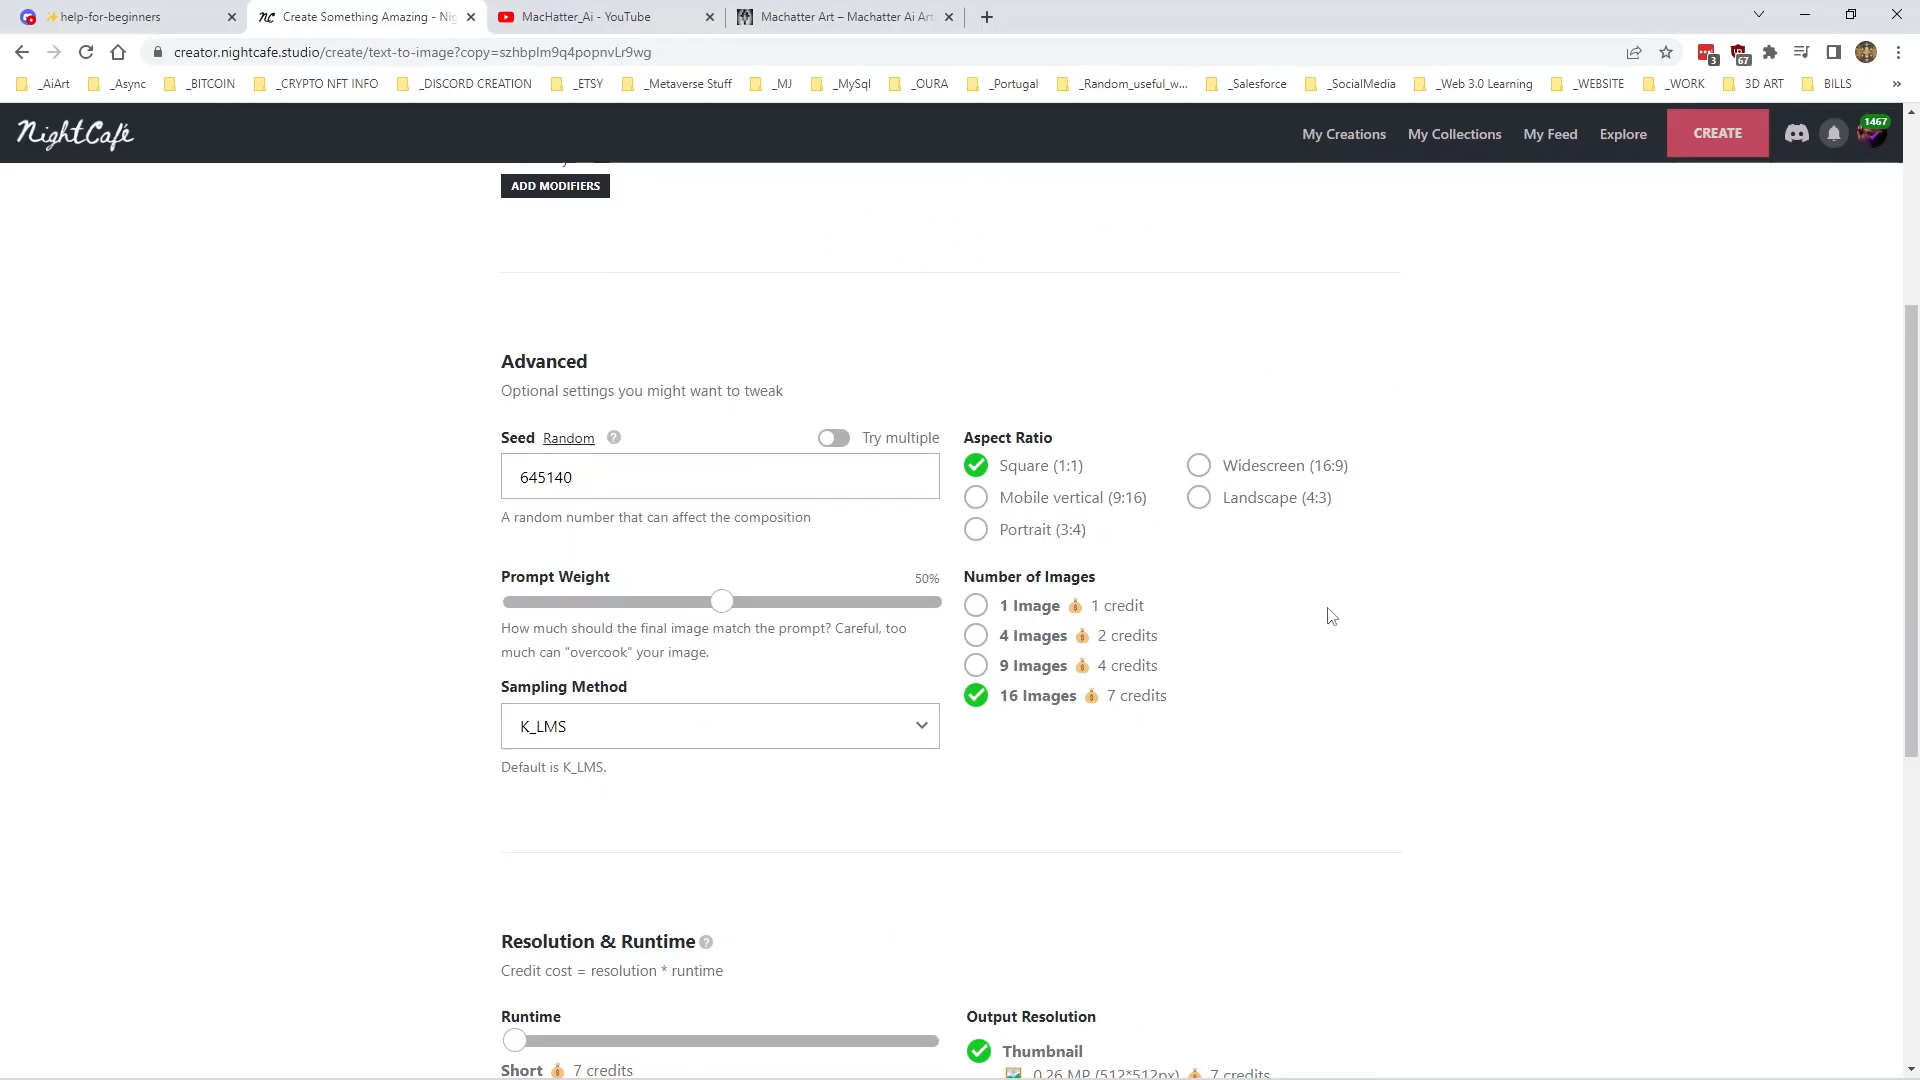 ✨help-for-beginners
Create Something Amazing - Nig
MacHatter_Ai - YouTube
Machatter Art – Machatter Ai Art
creator.nightcafe.studio/create/text-to-image?copy=szhbpIm9q4popnvLr9wg
3
67
_AiArt
_Async
_BITCOIN
_CRYPTO NFT INFO
_DISCORD CREATION
_ETSY
_Metaverse Stuff
_MJ
_MySql
_OURA
_Portugal
_Random_useful_w...
_Salesforce
_SocialMedia
_Web 3.0 Learning
_WEBSITE
_WORK
3D ART
BILLS
»
NightCafé
My Creations
My Collections
My Feed
Explore
CREATE
1467
ADD MODIFIERS
Advanced
Optional settings you might want to tweak
Seed Random ?
Try multiple
645140
A random number that can affect the composition
Aspect Ratio
Square (1:1)
Widescreen (16:9)
Mobile vertical (9:16)
Landscape (4:3)
Portrait (3:4)
Prompt Weight
50%
How much should the final image match the prompt? Careful, too
much can "overcook" your image.
Number of Images
1 Image 💰 1 credit
4 Images 💰 2 credits
9 Images 💰 4 credits
16 Images 💰 7 credits
Sampling Method
K_LMS
Default is K_LMS.
Resolution & Runtime ?
Credit cost = resolution * runtime
Runtime
Short 💰 7 credits
Output Resolution
Thumbnail
0.26 MP (512*512px) 💰 7 credits